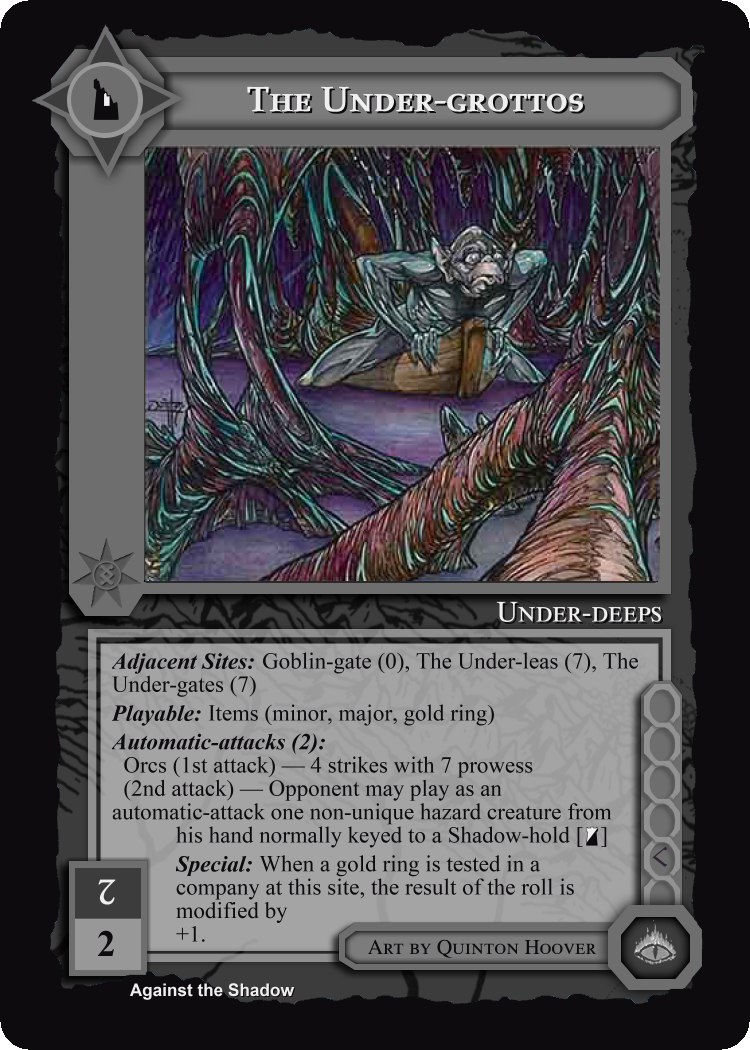 The Under-grottos
Under-deeps
Adjacent Sites: Goblin-gate (0), The Under-leas (7), The
Under-gates (7)
Playable: Items (minor, major, gold ring)
Automatic-attacks (2):
Orcs (1st attack) — 4 strikes with 7 prowess
(2nd attack) — Opponent may play as an
automatic-attack one non-unique hazard creature from
his hand normally keyed to a Shadow-hold [ ]
Special: When a gold ring is tested in a
company at this site, the result of the roll is
modified by
+1.
2
2
Art by Quinton Hoover
Against the Shadow